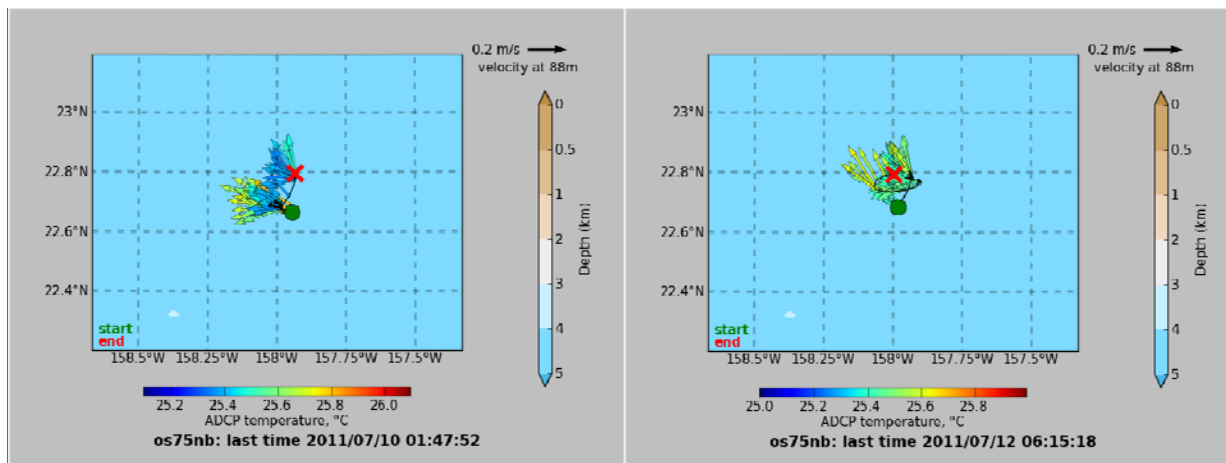 0.2 m/s
velocity at 88m
23°N
22.8°N
22.6°N
22.4°N
start
end
158.5°W 158.25°W 158°W 157.75°W 157.5°W
0
0.5
1
2
3
4
5
Depth (km)
25.2 25.4 25.6 25.8 26.0
ADCP temperature, °C
os75nb: last time 2011/07/10 01:47:52
0.2 m/s
velocity at 88m
23°N
22.8°N
22.6°N
22.4°N
start
end
158.5°W 158.25°W 158°W 157.75°W 157.5°W
0
0.5
1
2
3
4
5
Depth (km)
25.0 25.2 25.4 25.6 25.8
ADCP temperature, °C
os75nb: last time 2011/07/12 06:15:18